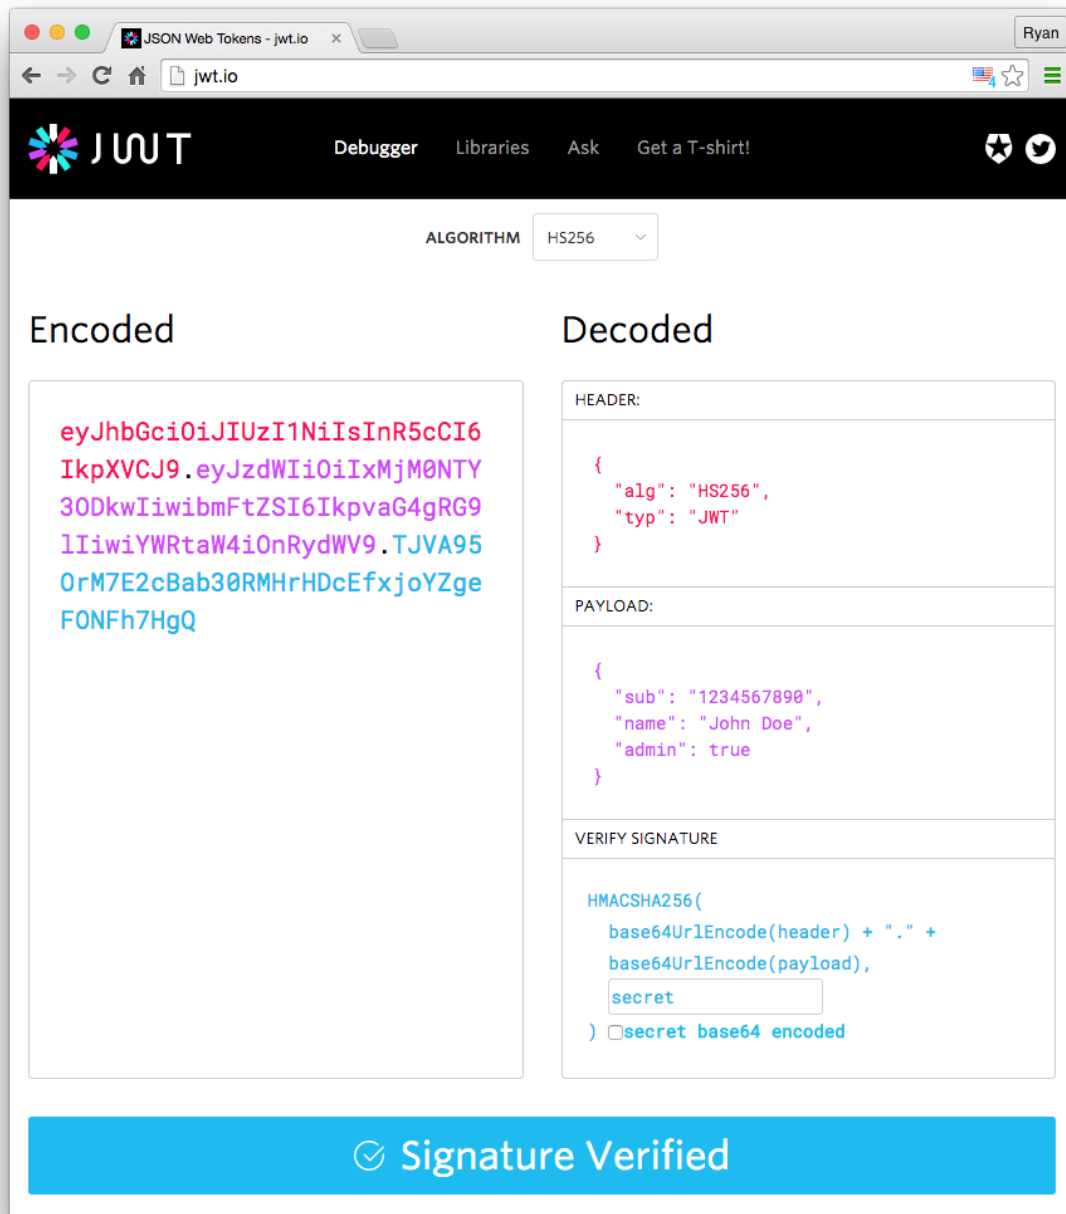 JSON Web Tokens - jwt.io
Ryan
jwt.io
4
JWT
Debugger
Libraries
Ask
Get a T-shirt!
ALGORITHM
HS256
Encoded
eyJhbGciOiJIUzI1NiIsInR5cCI6
IkpXVCJ9.eyJzdWIiOiIxMjM0NTY
3ODkwIiwibmFtZSI6IkpvaG4gRG9
lIiwiYWRtaW4iOnRydWV9.TJVA95
OrM7E2cBab30RMHrHDcEfxjoYZge
FONFh7HgQ
Decoded
HEADER:
{
"alg": "HS256",
"typ": "JWT"
}
PAYLOAD:
{
"sub": "1234567890",
"name": "John Doe",
"admin": true
}
VERIFY SIGNATURE
HMACSHA256(
base64UrlEncode(header) + "." +
base64UrlEncode(payload),
secret
) secret base64 encoded
Signature Verified